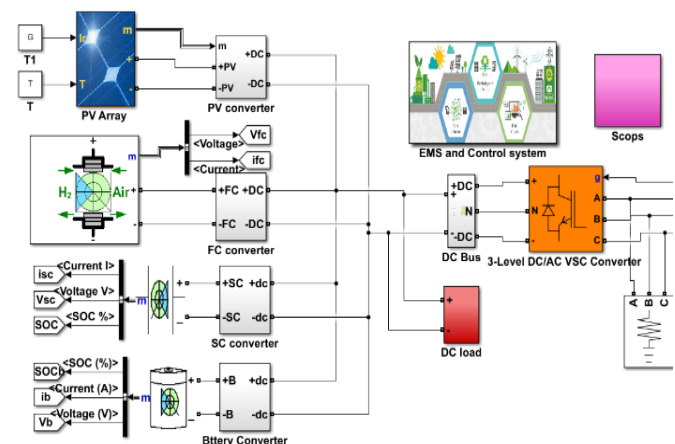 G
T1
T
T
Ir
T
m
+
-
PV Array
m
+PV
-PV
+DC
-DC
PV converter
EMS and Control system
Scops
+
m
H2
Air
+
-
-
<Voltage>
Vfc
ifc
<Current>
+FC
+DC
-FC
-DC
FC converter
+DC
+
N
-DC
-
DC Bus
+
N
-
g
A
B
C
3-Level DC/AC VSC Converter
A
B
C
isc
<Current I>
Vsc
<Voltage V>
SOC
<SOC %>
m
+
-
+SC
+dc
-SC
-dc
SC converter
+
-
DC load
SOCb
<SOC (%)>
ib
<Current (A)>
Vb
<Voltage (V)>
m
+
-
+B
+dc
-B
-dc
Bttery Converter